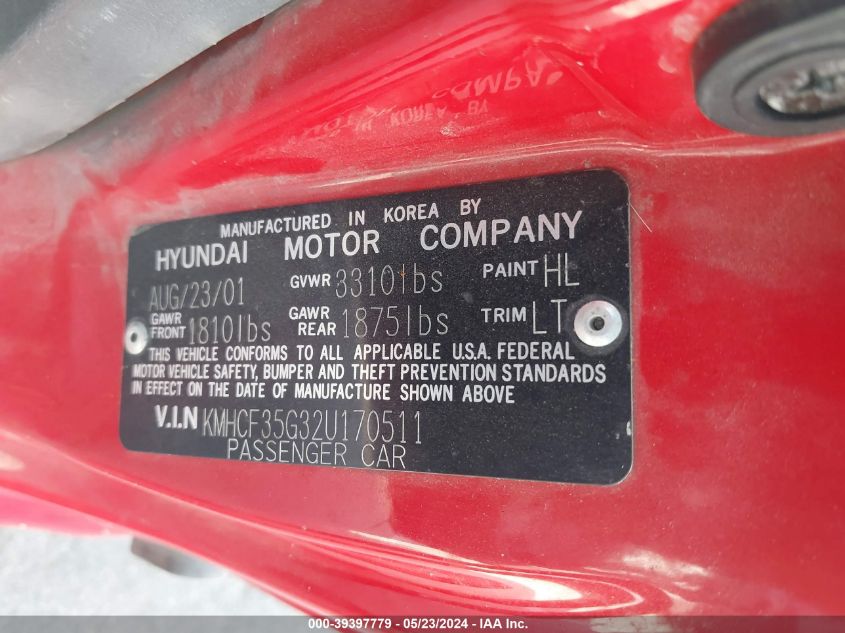 MANUFACTURED IN KOREA BY
HYUNDAI MOTOR COMPANY
AUG/23/01 GVWR 3310lbs PAINT HL
GAWR FRONT 1810lbs GAWR REAR 1875lbs TRIM LT
THIS VEHICLE CONFORMS TO ALL APPLICABLE U.S.A. FEDERAL
MOTOR VEHICLE SAFETY, BUMPER AND THEFT PREVENTION STANDARDS
IN EFFECT ON THE DATE OF MANUFACTURE SHOWN ABOVE
V.I.N KMHCF35G32U170511
PASSENGER CAR
000-39397779 - 05/23/2024 - IAA Inc.